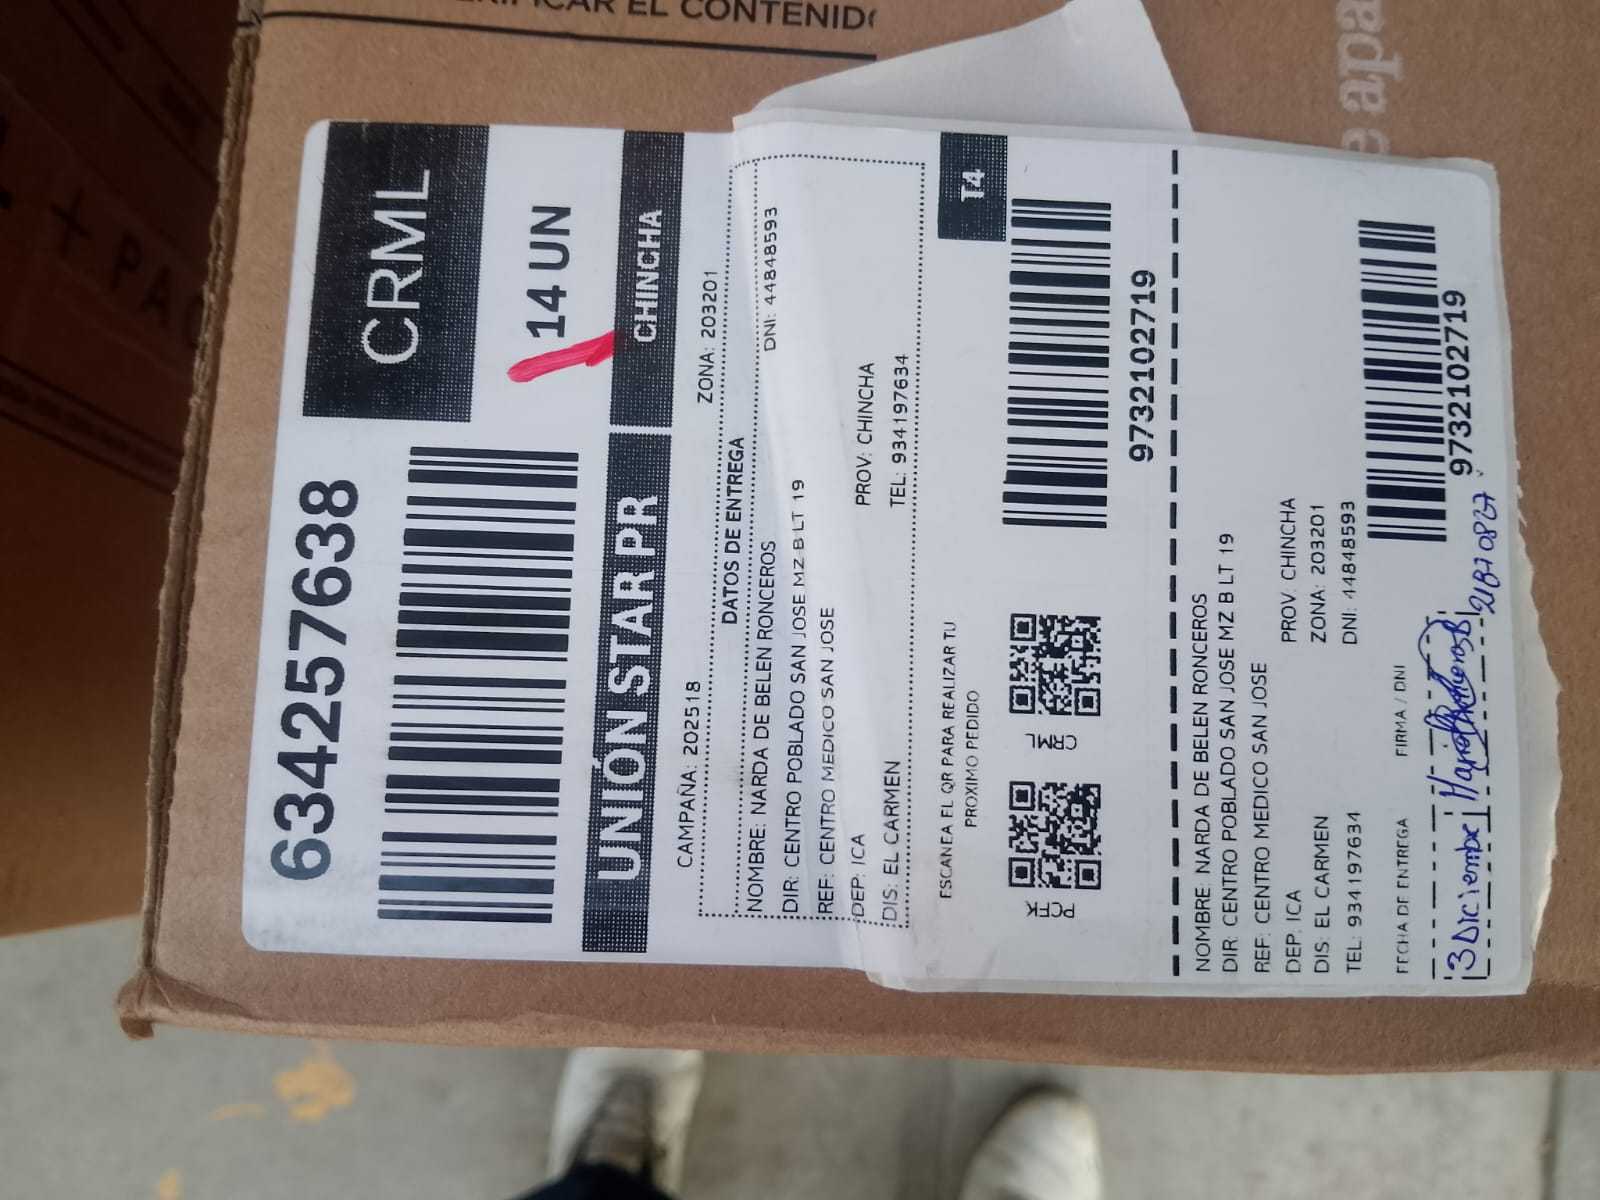 VERIFICAR EL CONTENIDO
634257638
CRML
14 UN
UNIÓN STAR PR
CHINCHA
CAMPAÑA: 202518
ZONA: 203201
DATOS DE ENTREGA
NOMBRE: NARDA DE BELEN RONCEROS
DNI: 44848593
DIR: CENTRO POBLADO SAN JOSE MZ B LT 19
REF: CENTRO MEDICO SAN JOSE
DEP: ICA
PROV: CHINCHA
DIS: EL CARMEN
TEL: 934197634
T4
ESCANEA EL QR PARA REALIZAR TU
PROXIMO PEDIDO
PCFK
CRML
9732102719
NOMBRE: NARDA DE BELEN RONCEROS
DIR: CENTRO POBLADO SAN JOSE MZ B LT 19
REF: CENTRO MEDICO SAN JOSE
DEP: ICA
PROV: CHINCHA
DIS: EL CARMEN
ZONA: 203201
TEL: 934197634
DNI: 44848593
FECHA DE ENTREGA
FIRMA / DNI
3 Diciembre
21870827
9732102719
+ PAC